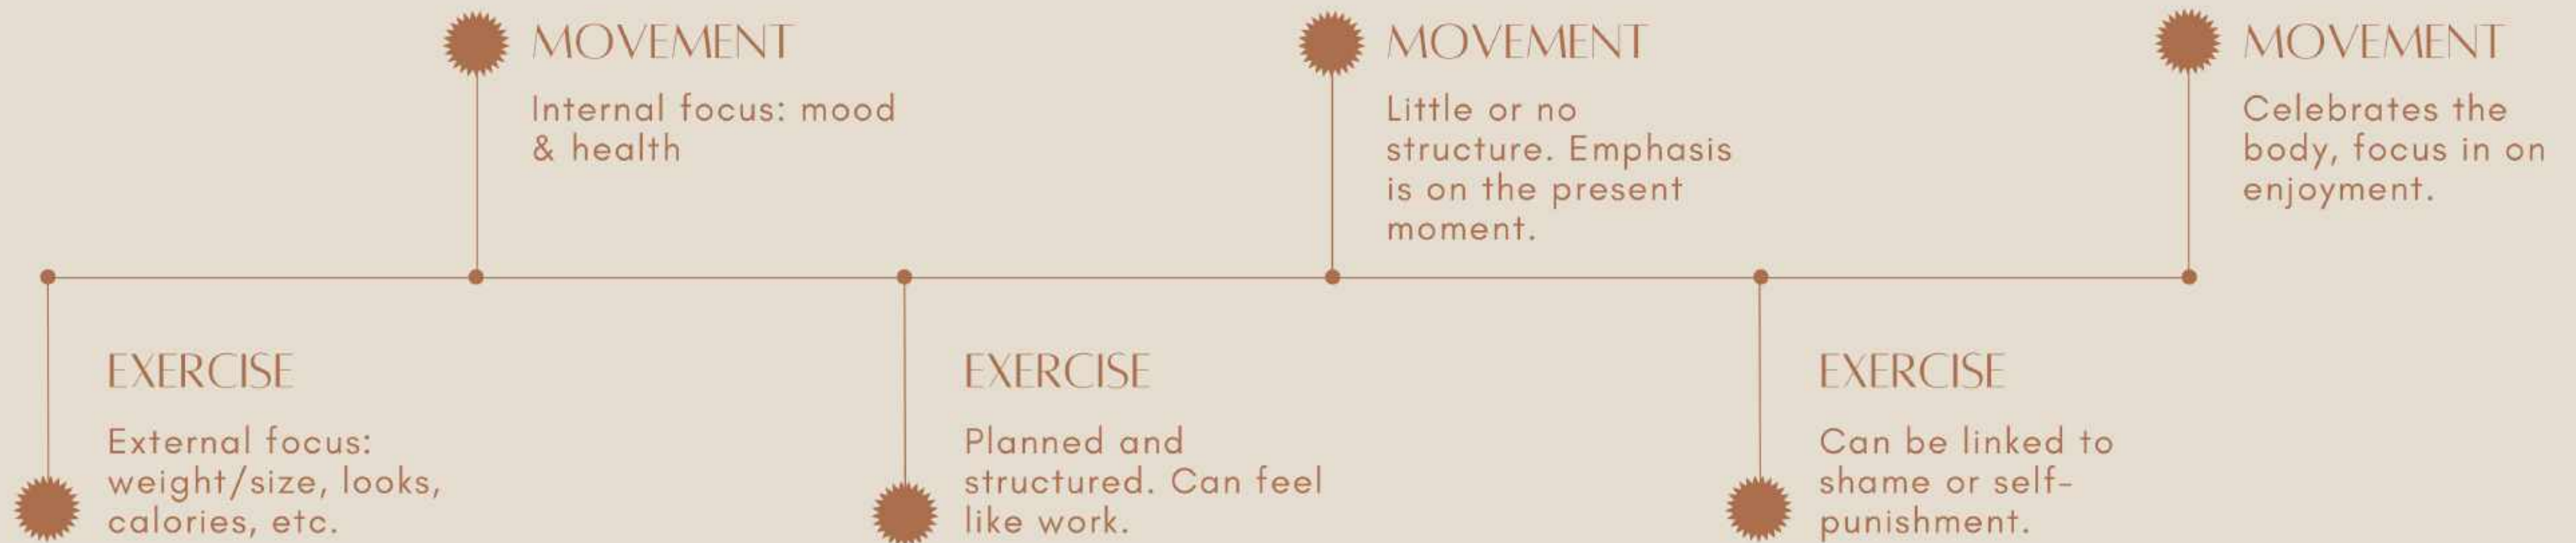 MOVEMENT
Internal focus: mood
& health
MOVEMENT
Little or no
structure. Emphasis
is on the present
moment.
MOVEMENT
Celebrates the
body, focus in on
enjoyment.
EXERCISE
External focus:
weight/size, looks,
calories, etc.
EXERCISE
Planned and
structured. Can feel
like work.
EXERCISE
Can be linked to
shame or self-
punishment.